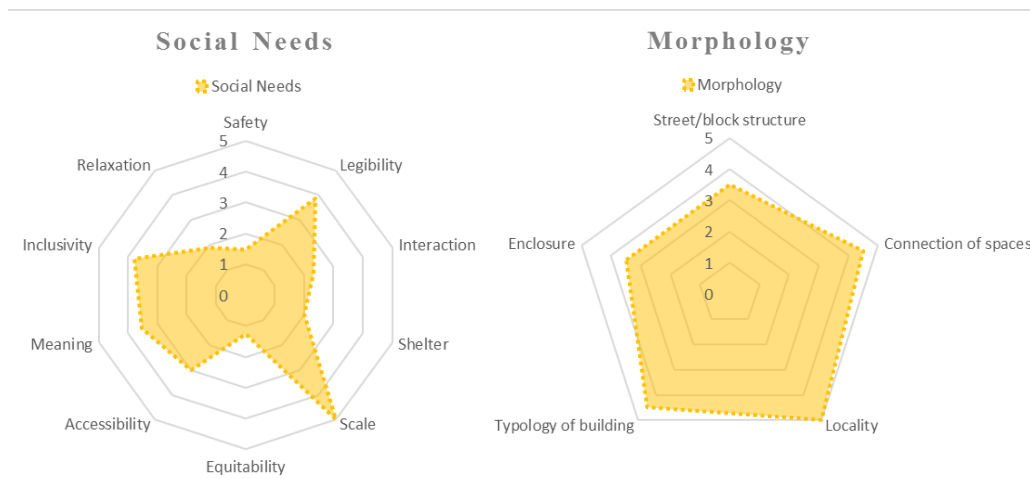 Social Needs
Social Needs
Safety
Legibility
Interaction
Shelter
Scale
Equitability
Accessibility
Meaning
Inclusivity
Relaxation
5
4
3
2
1
0
Morphology
Morphology
Street/block structure
Connection of spaces
Locality
Typology of building
Enclosure
5
4
3
2
1
0